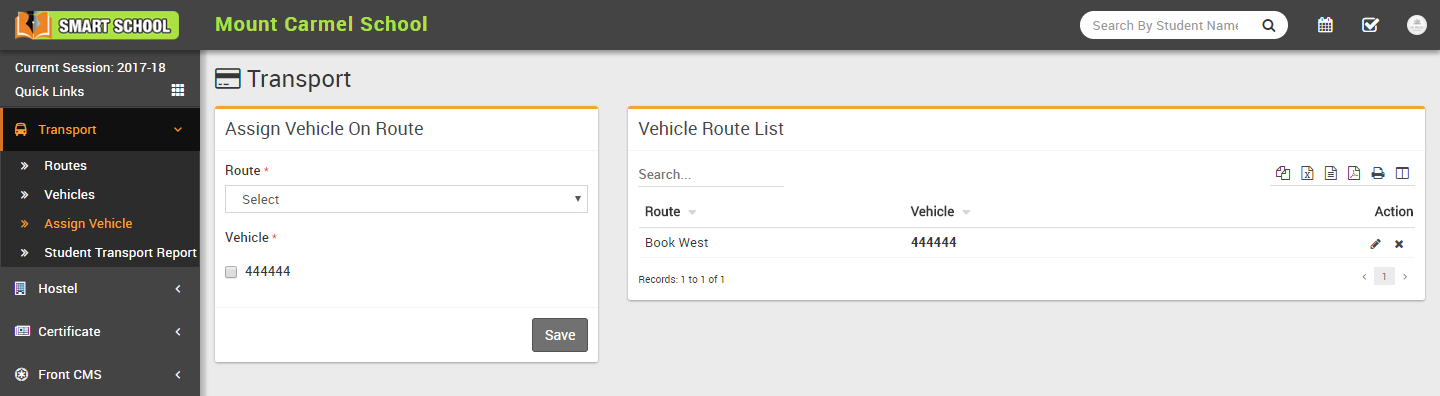 SMART SCHOOL
Mount Carmel School
Search By Student Name
Current Session: 2017-18
Quick Links
Transport
Routes
Vehicles
Assign Vehicle
Student Transport Report
Hostel
Certificate
Front CMS
Transport
Assign Vehicle On Route
Route *
Select
Vehicle *
444444
Save
Vehicle Route List
Search...
Route Vehicle Action
Book West 444444
Records: 1 to 1 of 1
1